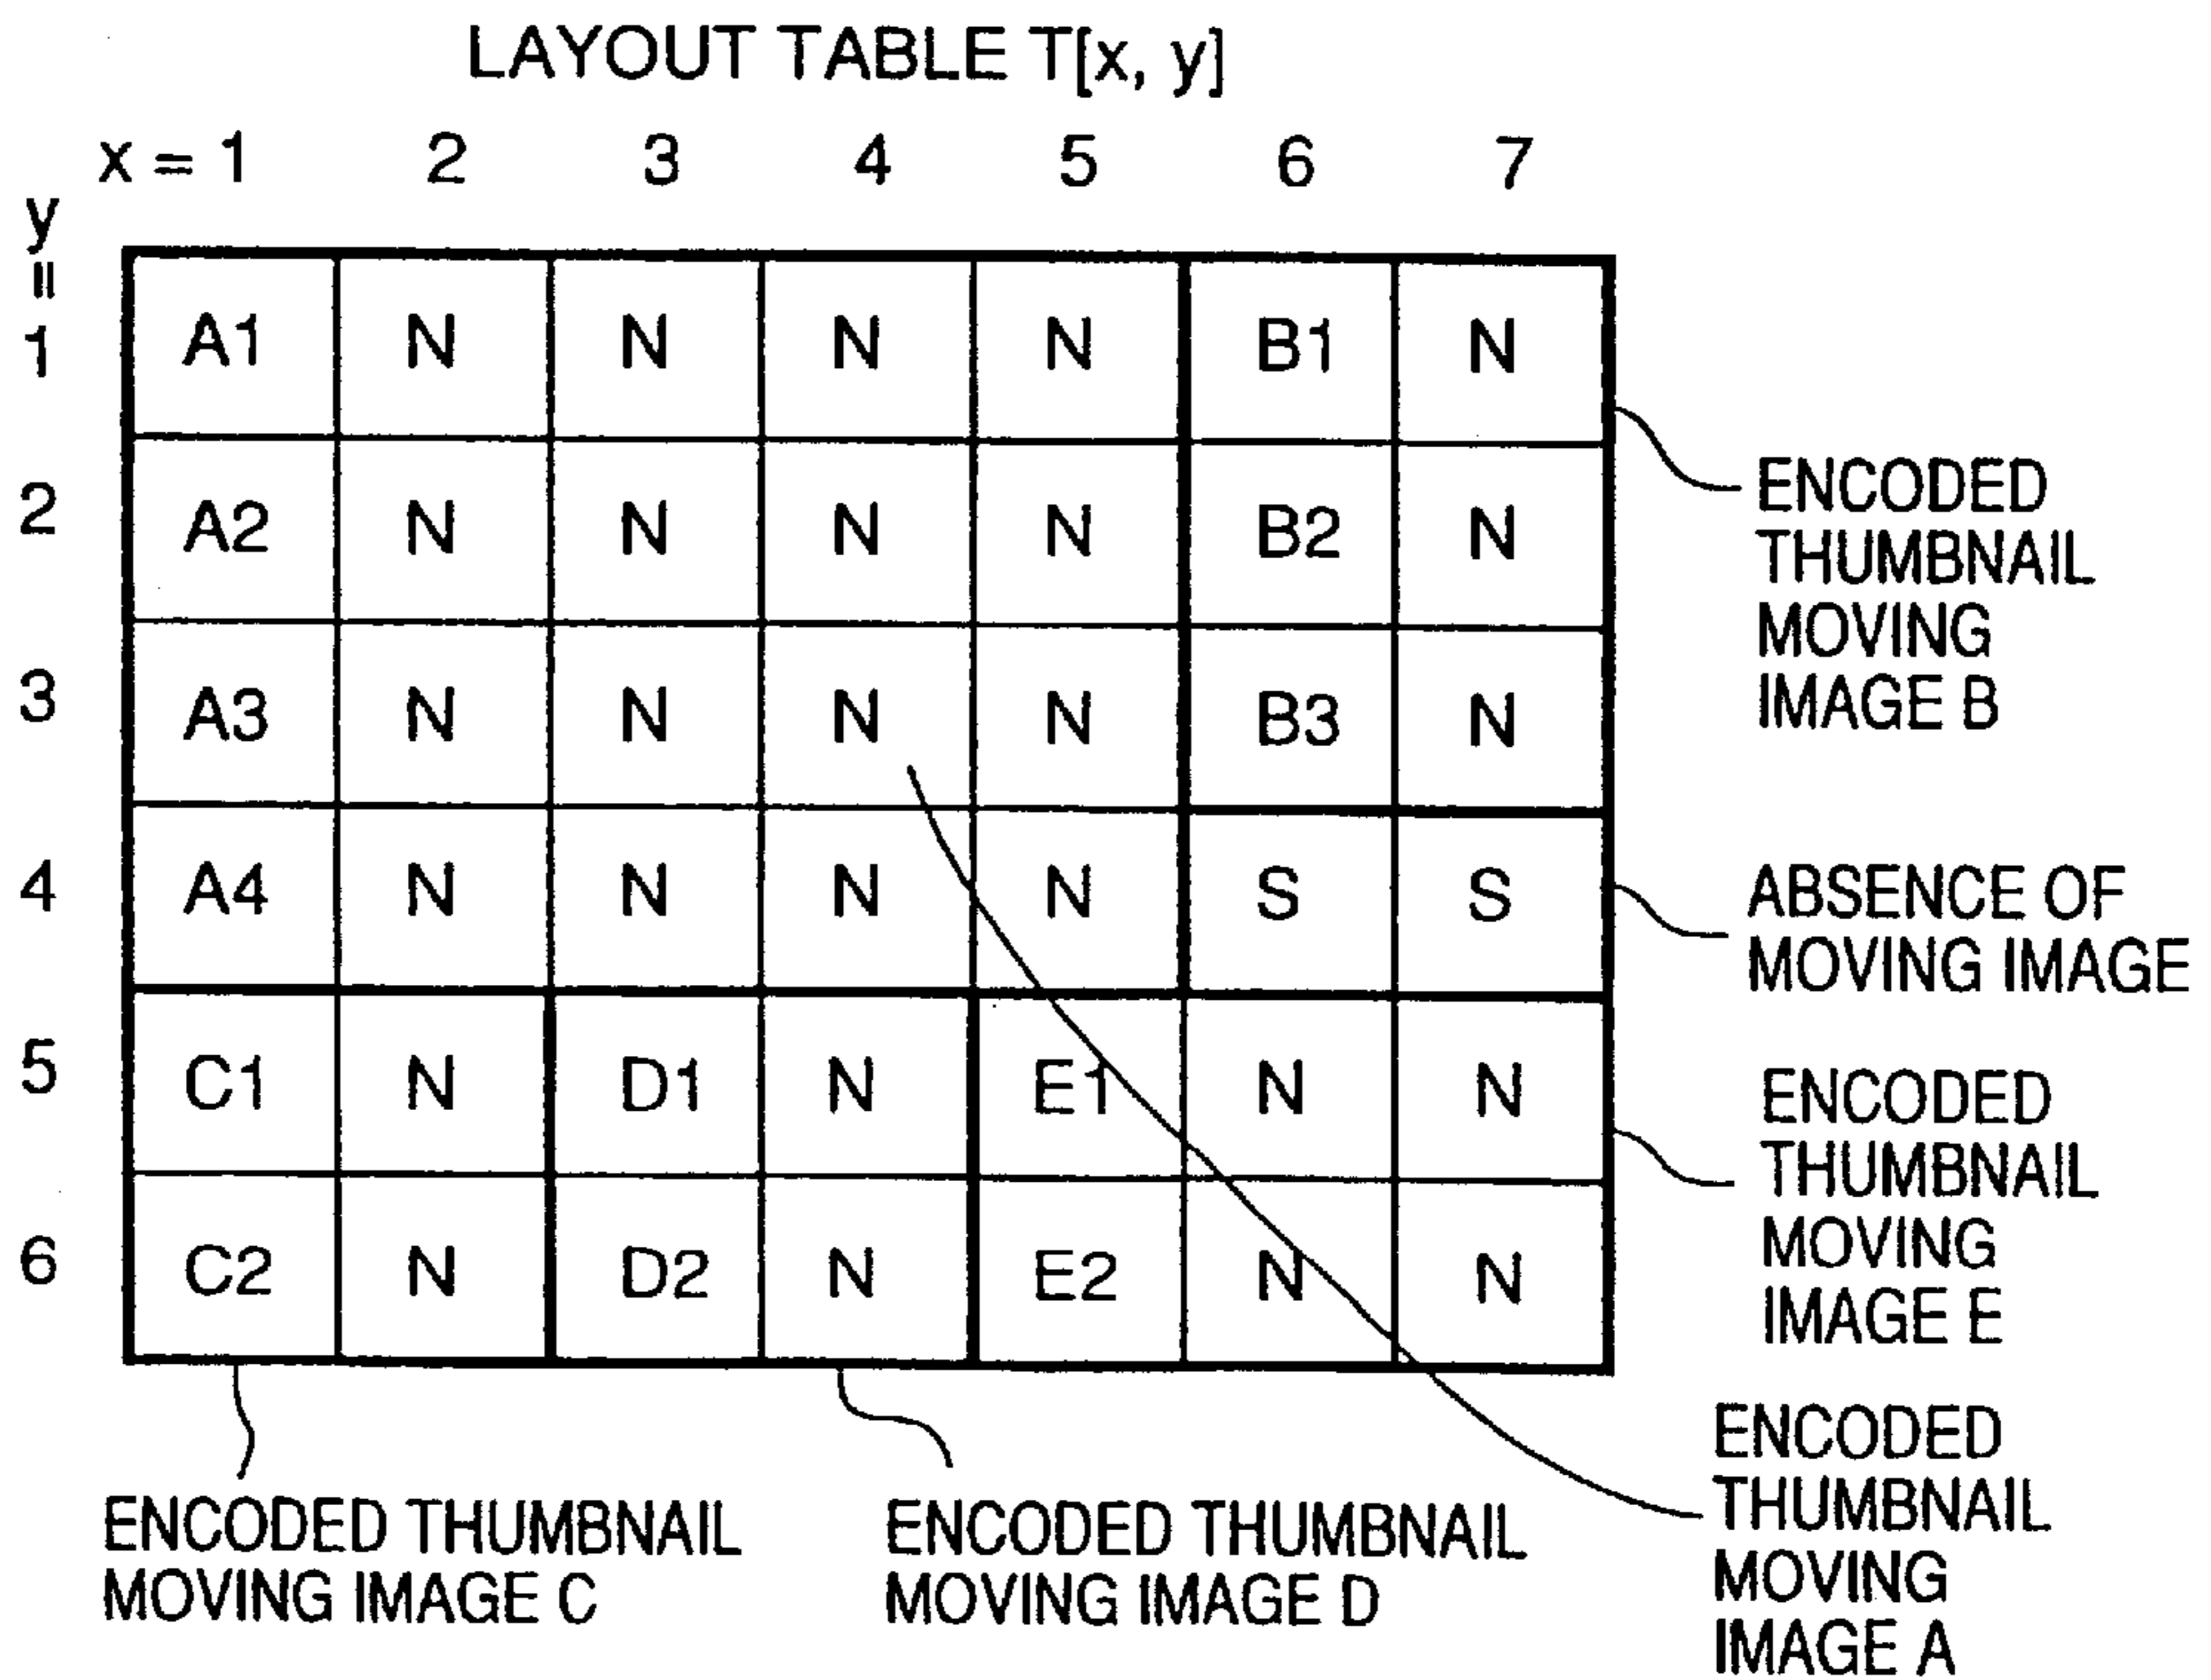 LAYOUT TABLE T[x, y]
x = 1 2 3 4 5 6 7
y =
1 A1 N N N N B1 N
2 A2 N N N N B2 N
3 A3 N N N N B3 N
4 A4 N N N N S S
5 C1 N D1 N E1 N N
6 C2 N D2 N E2 N N
ENCODED
THUMBNAIL
MOVING
IMAGE B
ABSENCE OF
MOVING IMAGE
ENCODED
THUMBNAIL
MOVING
IMAGE E
ENCODED
THUMBNAIL
MOVING
IMAGE A
ENCODED THUMBNAIL
MOVING IMAGE C
ENCODED THUMBNAIL
MOVING IMAGE D